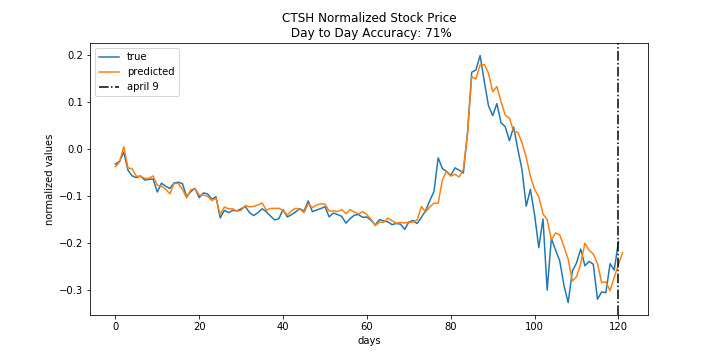 CTSH Normalized Stock Price
Day to Day Accuracy: 71%
true
predicted
april 9
normalized values
0.2
0.1
0.0
−0.1
−0.2
−0.3
0 20 40 60 80 100 120
days